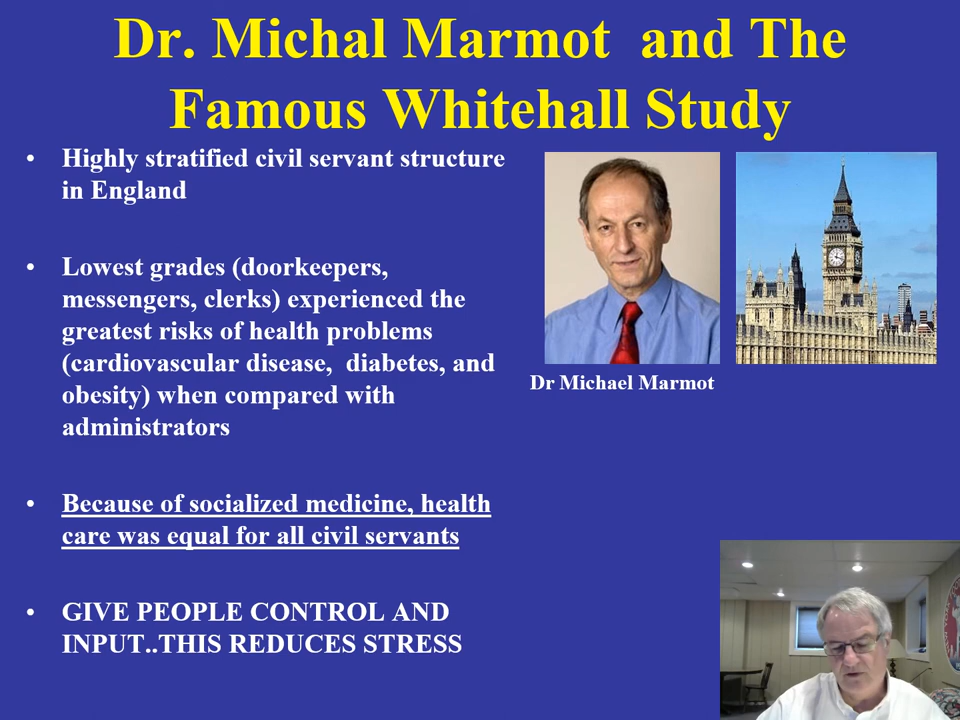 Dr. Michal Marmot and The
Famous Whitehall Study
• Highly stratified civil servant structure
in England
• Lowest grades (doorkeepers,
messengers, clerks) experienced the
greatest risks of health problems
(cardiovascular disease, diabetes, and
obesity) when compared with
administrators
• Because of socialized medicine, health
care was equal for all civil servants
• GIVE PEOPLE CONTROL AND
INPUT..THIS REDUCES STRESS
Dr Michael Marmot